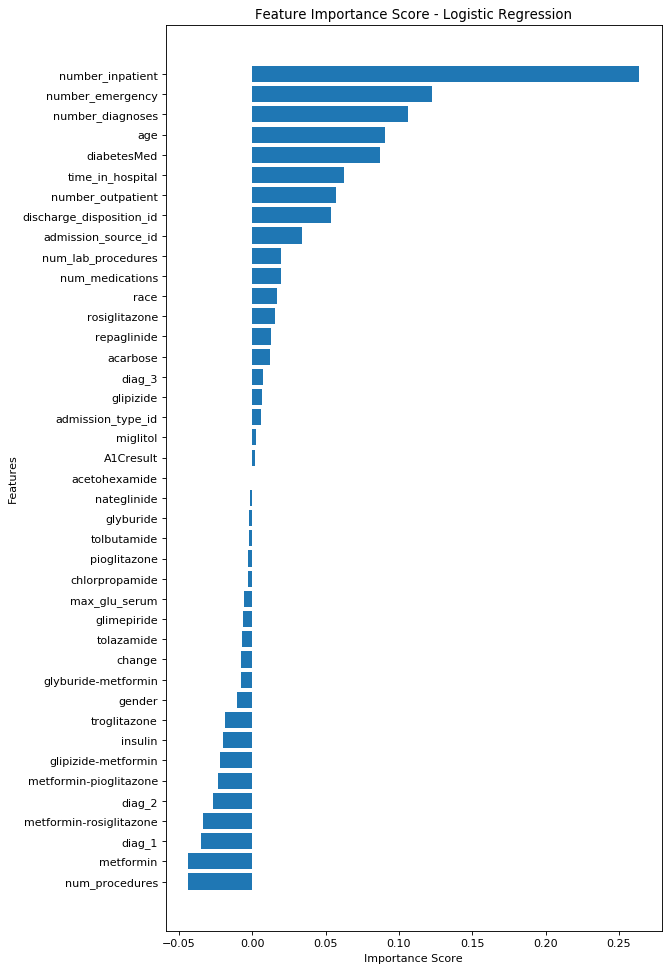 Feature Importance Score - Logistic Regression
number_inpatient
number_emergency
number_diagnoses
age
diabetesMed
time_in_hospital
number_outpatient
discharge_disposition_id
admission_source_id
num_lab_procedures
num_medications
race
rosiglitazone
repaglinide
acarbose
diag_3
glipizide
admission_type_id
miglitol
A1Cresult
acetohexamide
nateglinide
glyburide
tolbutamide
pioglitazone
chlorpropamide
max_glu_serum
glimepiride
tolazamide
change
glyburide-metformin
gender
troglitazone
insulin
glipizide-metformin
metformin-pioglitazone
diag_2
metformin-rosiglitazone
diag_1
metformin
num_procedures
Features
−0.05 0.00 0.05 0.10 0.15 0.20 0.25
Importance Score